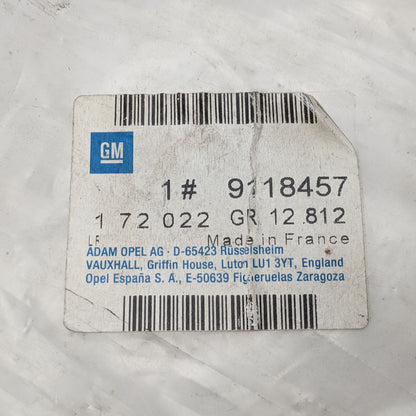 GM
1# 9118457
1 72 022 GR 12.812
LF Made in France
ADAM OPEL AG · D-65423 Rüsselsheim
VAUXHALL, Griffin House, Luton LU1 3YT, England
Opel España S. A., E-50639 Figueruelas Zaragoza